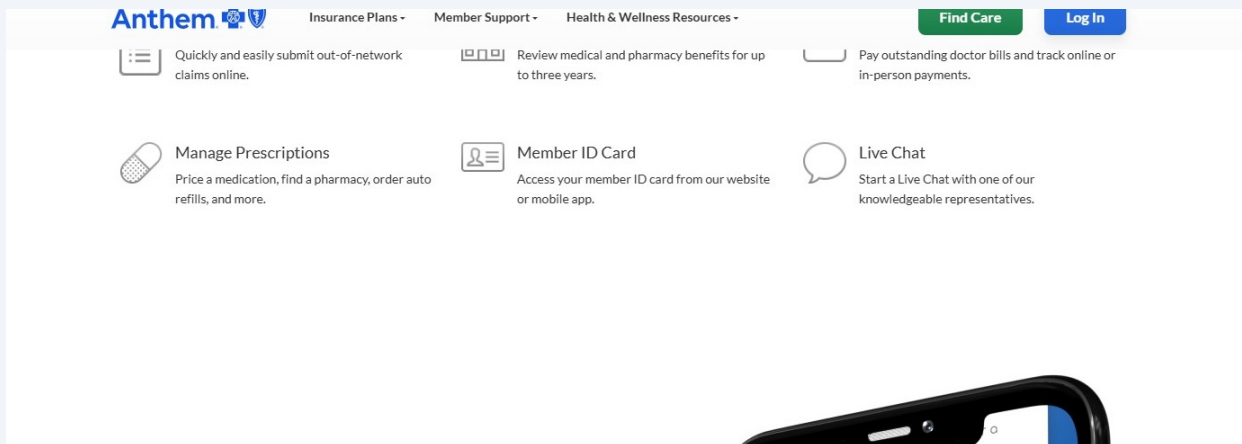 Anthem
Insurance Plans
Member Support
Health & Wellness Resources
Find Care
Log In
Quickly and easily submit out-of-network
claims online.
Review medical and pharmacy benefits for up
to three years.
Pay outstanding doctor bills and track online or
in-person payments.
Manage Prescriptions
Price a medication, find a pharmacy, order auto
refills, and more.
Member ID Card
Access your member ID card from our website
or mobile app.
Live Chat
Start a Live Chat with one of our
knowledgeable representatives.